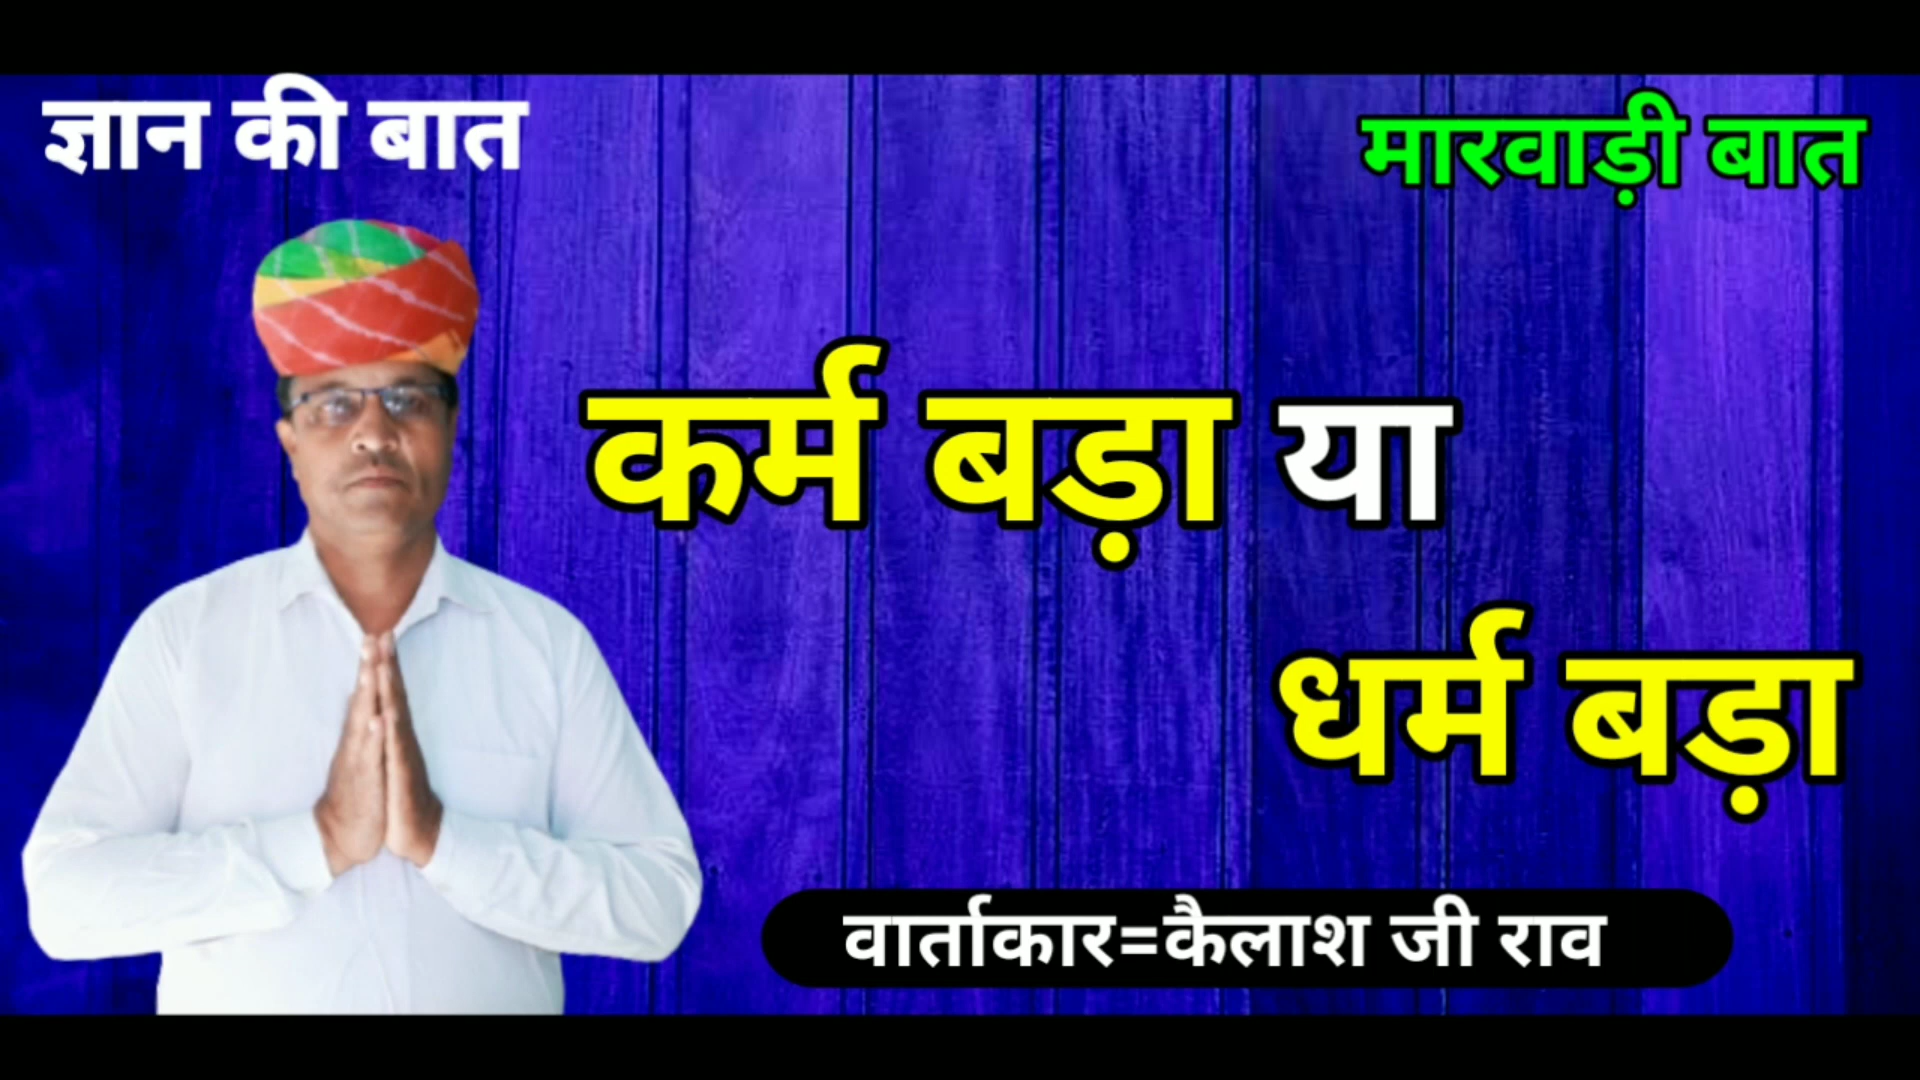 ज्ञान की बात
मारवाड़ी बात
कर्म बड़ा या
धर्म बड़ा
वार्ताकार=कैलाश जी राव